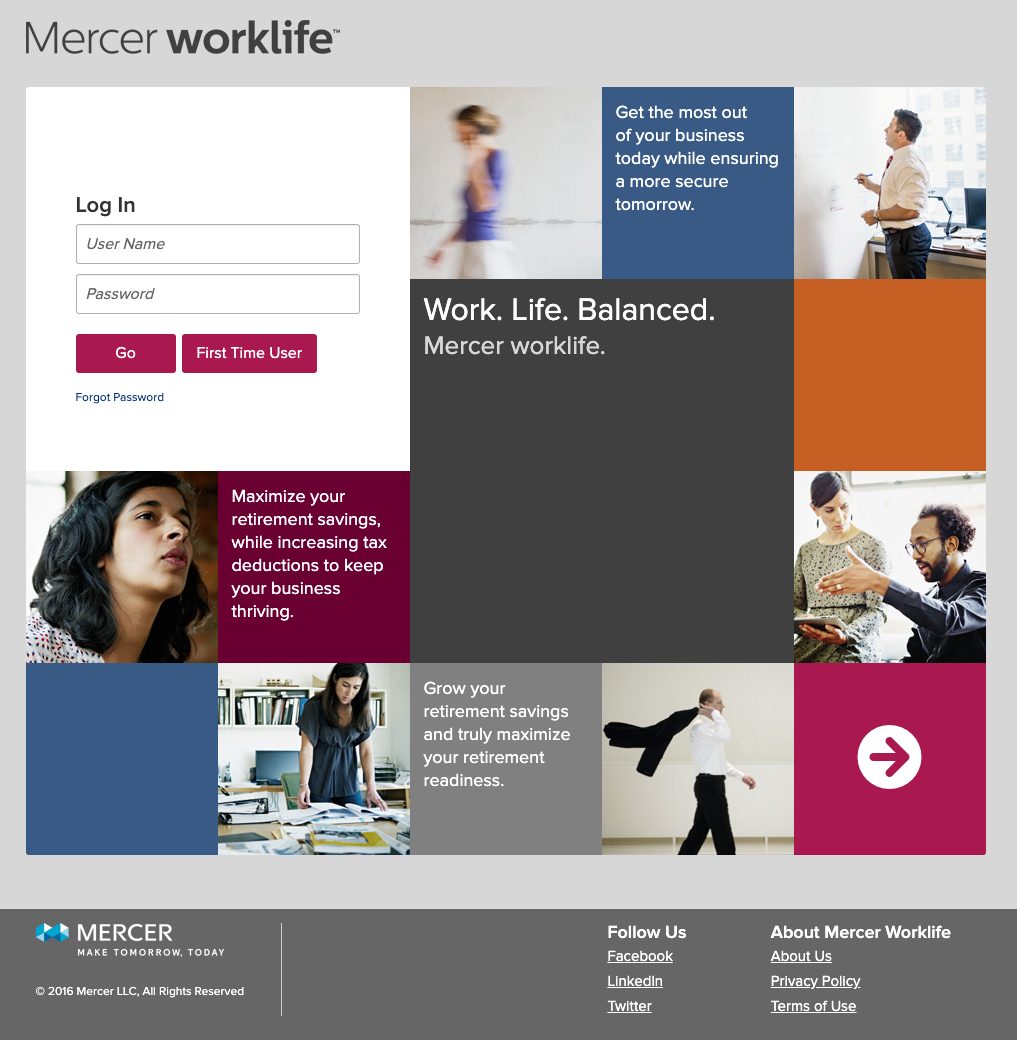 Mercer worklife™
Log In
User Name
Password
Go
First Time User
Forgot Password
Get the most out
of your business
today while ensuring
a more secure
tomorrow.
Work. Life. Balanced.
Mercer worklife.
Maximize your
retirement savings,
while increasing tax
deductions to keep
your business
thriving.
Grow your
retirement savings
and truly maximize
your retirement
readiness.
MERCER
MAKE TOMORROW, TODAY
© 2016 Mercer LLC, All Rights Reserved
Follow Us
Facebook
LinkedIn
Twitter
About Mercer Worklife
About Us
Privacy Policy
Terms of Use